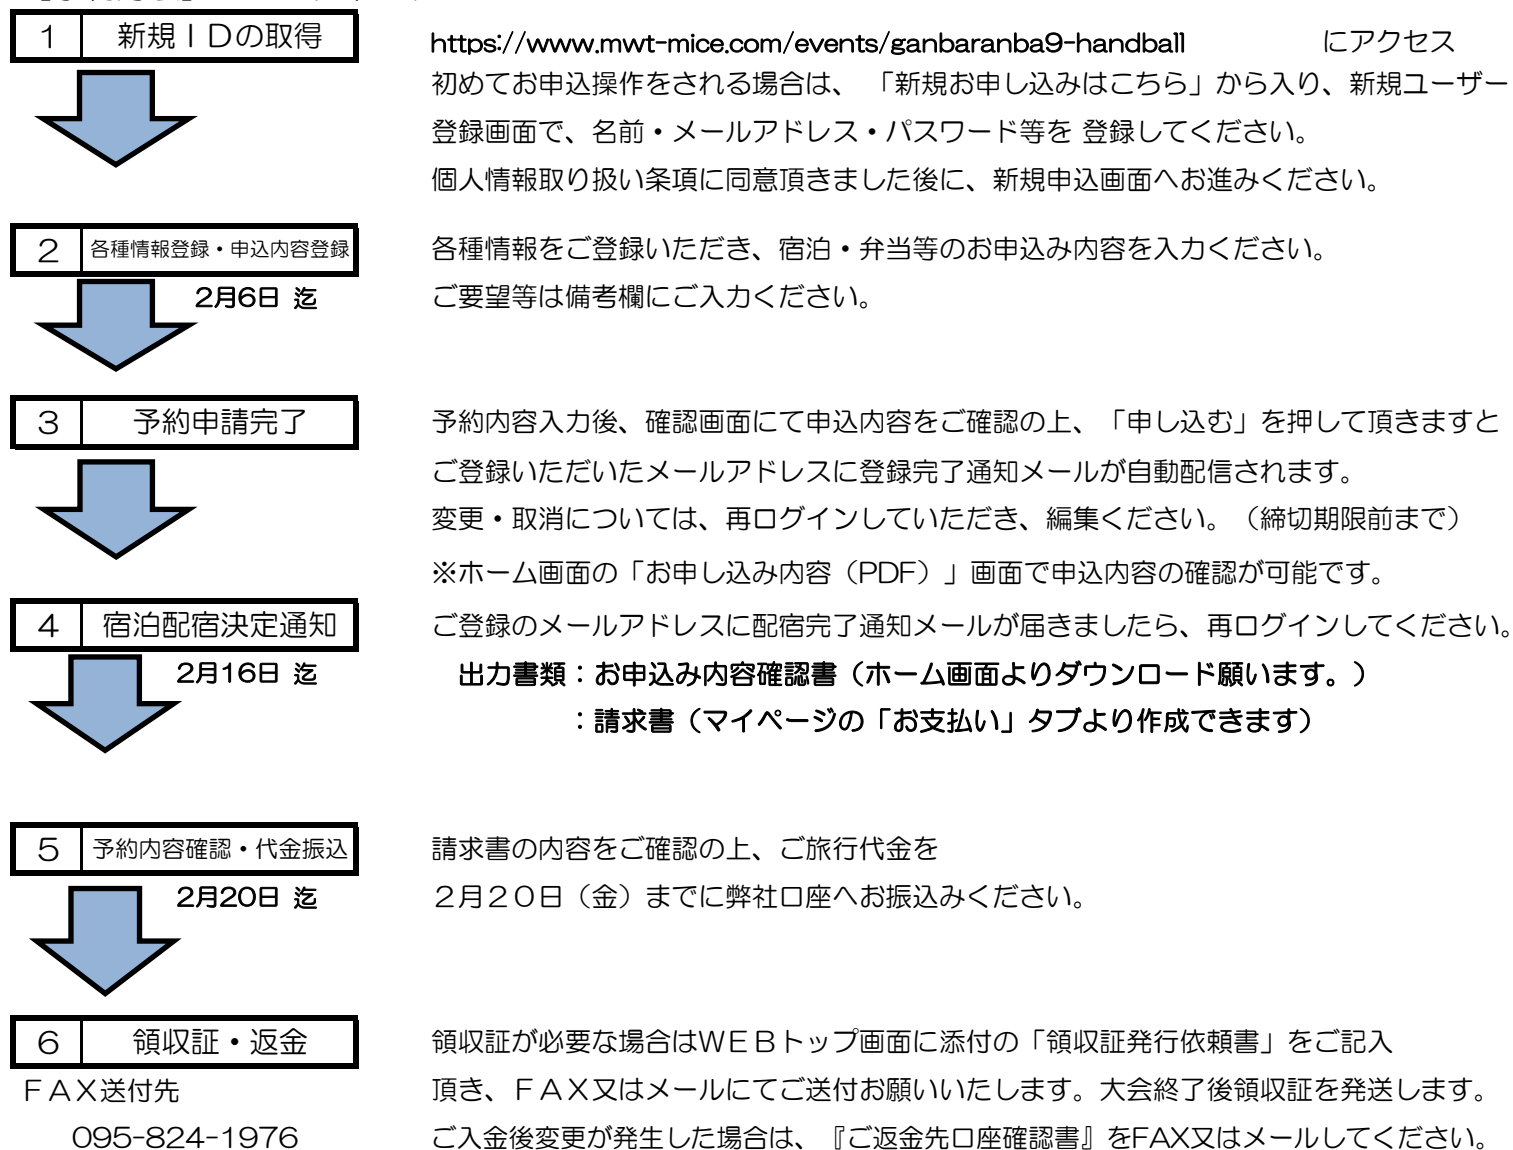 1 新規ＩＤの取得
https://www.mwt-mice.com/events/ganbaranba9-handball にアクセス
初めてお申込操作をされる場合は、「新規お申し込みはこちら」から入り、新規ユーザー
登録画面で、名前・メールアドレス・パスワード等を 登録してください。
個人情報取り扱い条項に同意頂きました後に、新規申込画面へお進みください。
2 各種情報登録・申込内容登録
2月6日 迄
各種情報をご登録いただき、宿泊・弁当等のお申込み内容を入力ください。
ご要望等は備考欄にご入力ください。
3 予約申請完了
予約内容入力後、確認画面にて申込内容をご確認の上、「申し込む」を押して頂きますと
ご登録いただいたメールアドレスに登録完了通知メールが自動配信されます。
変更・取消については、再ログインしていただき、編集ください。（締切期限前まで）
※ホーム画面の「お申し込み内容（PDF）」画面で申込内容の確認が可能です。
4 宿泊配宿決定通知
2月16日 迄
ご登録のメールアドレスに配宿完了通知メールが届きましたら、再ログインしてください。
出力書類：お申込み内容確認書（ホーム画面よりダウンロード願います。）
：請求書（マイページの「お支払い」タブより作成できます）
5 予約内容確認・代金振込
2月20日 迄
請求書の内容をご確認の上、ご旅行代金を
２月２０日（金）までに弊社口座へお振込みください。
6 領収証・返金
ＦＡＸ送付先
095-824-1976
領収証が必要な場合はＷＥＢトップ画面に添付の「領収証発行依頼書」をご記入
頂き、ＦＡＸ又はメールにてご送付お願いいたします。大会終了後領収証を発送します。
ご入金後変更が発生した場合は、『ご返金先口座確認書』をFAX又はメールしてください。